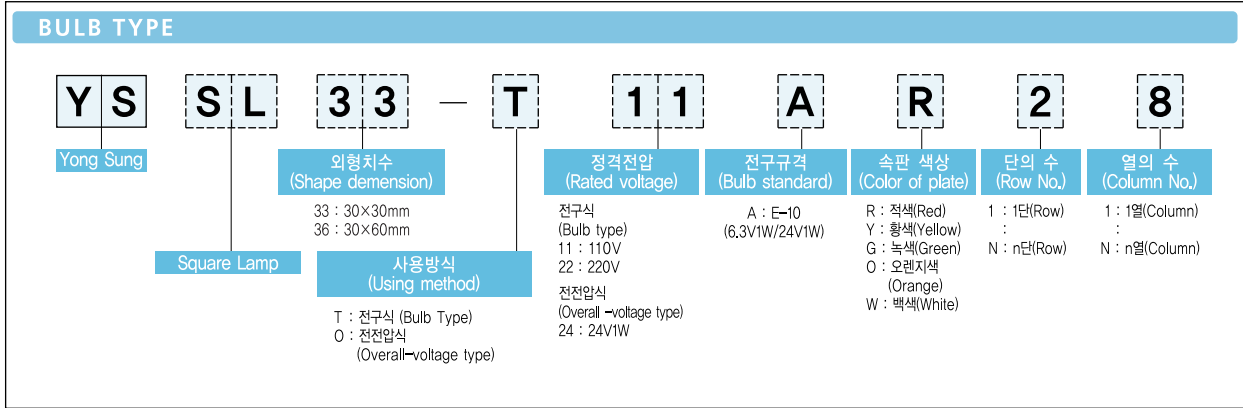 BULB TYPE
YS SL 33 — T 11 A R 2 8
Yong Sung
Square Lamp
외형치수
(Shape demension)
33 : 30×30mm
36 : 30×60mm
사용방식
(Using method)
T : 전구식 (Bulb Type)
O : 전전압식
(Overall-voltage type)
정격전압
(Rated voltage)
전구식
(Bulb type)
11 : 110V
22 : 220V
전전압식
(Overall -voltage type)
24 : 24V1W
전구규격
(Bulb standard)
A : E-10
(6.3V1W/24V1W)
속판 색상
(Color of plate)
R : 적색(Red)
Y : 황색(Yellow)
G : 녹색(Green)
O : 오렌지색
(Orange)
W : 백색(White)
단의 수
(Row No.)
1 : 1단(Row)
:
N : n단(Row)
열의 수
(Column No.)
1 : 1열(Column)
:
N : n열(Column)